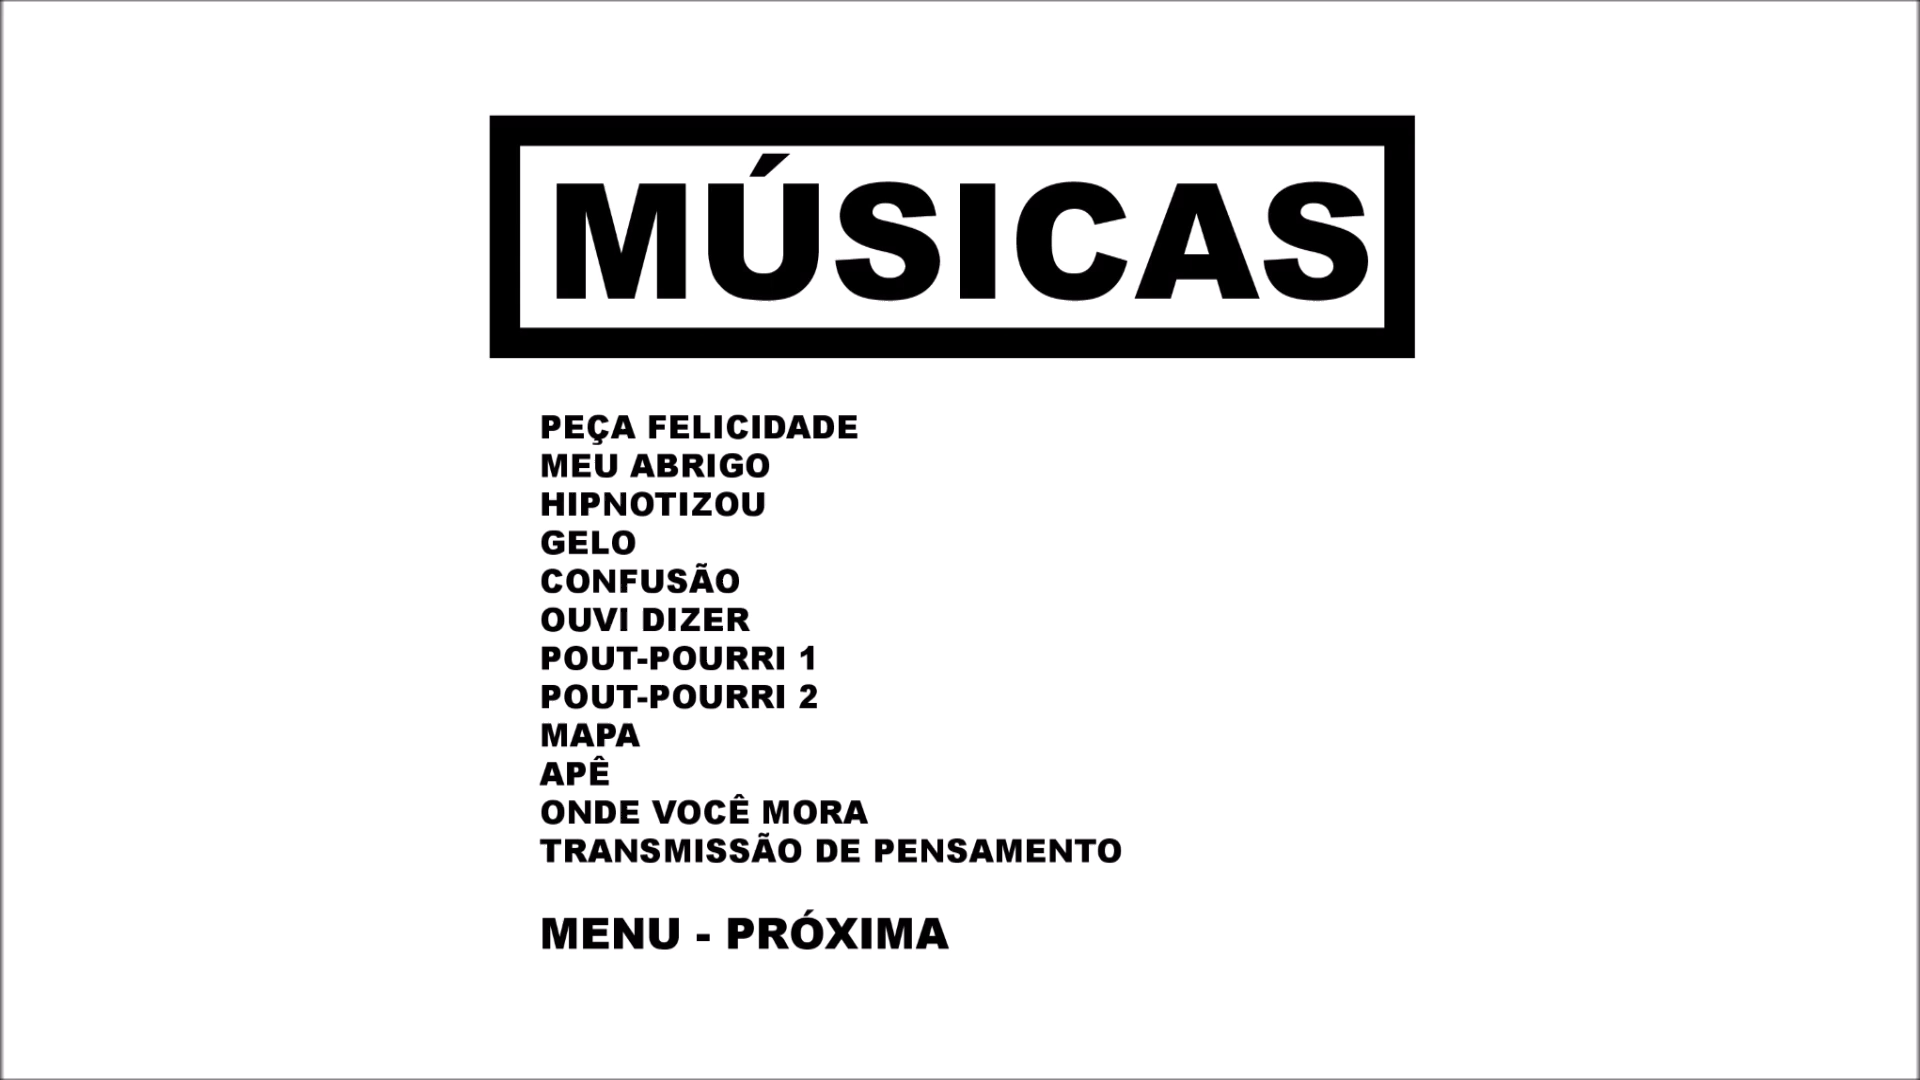 MÚSICAS
PEÇA FELICIDADE
MEU ABRIGO
HIPNOTIZOU
GELO
CONFUSÃO
OUVI DIZER
POUT-POURRI 1
POUT-POURRI 2
MAPA
APÊ
ONDE VOCÊ MORA
TRANSMISSÃO DE PENSAMENTO
MENU - PRÓXIMA